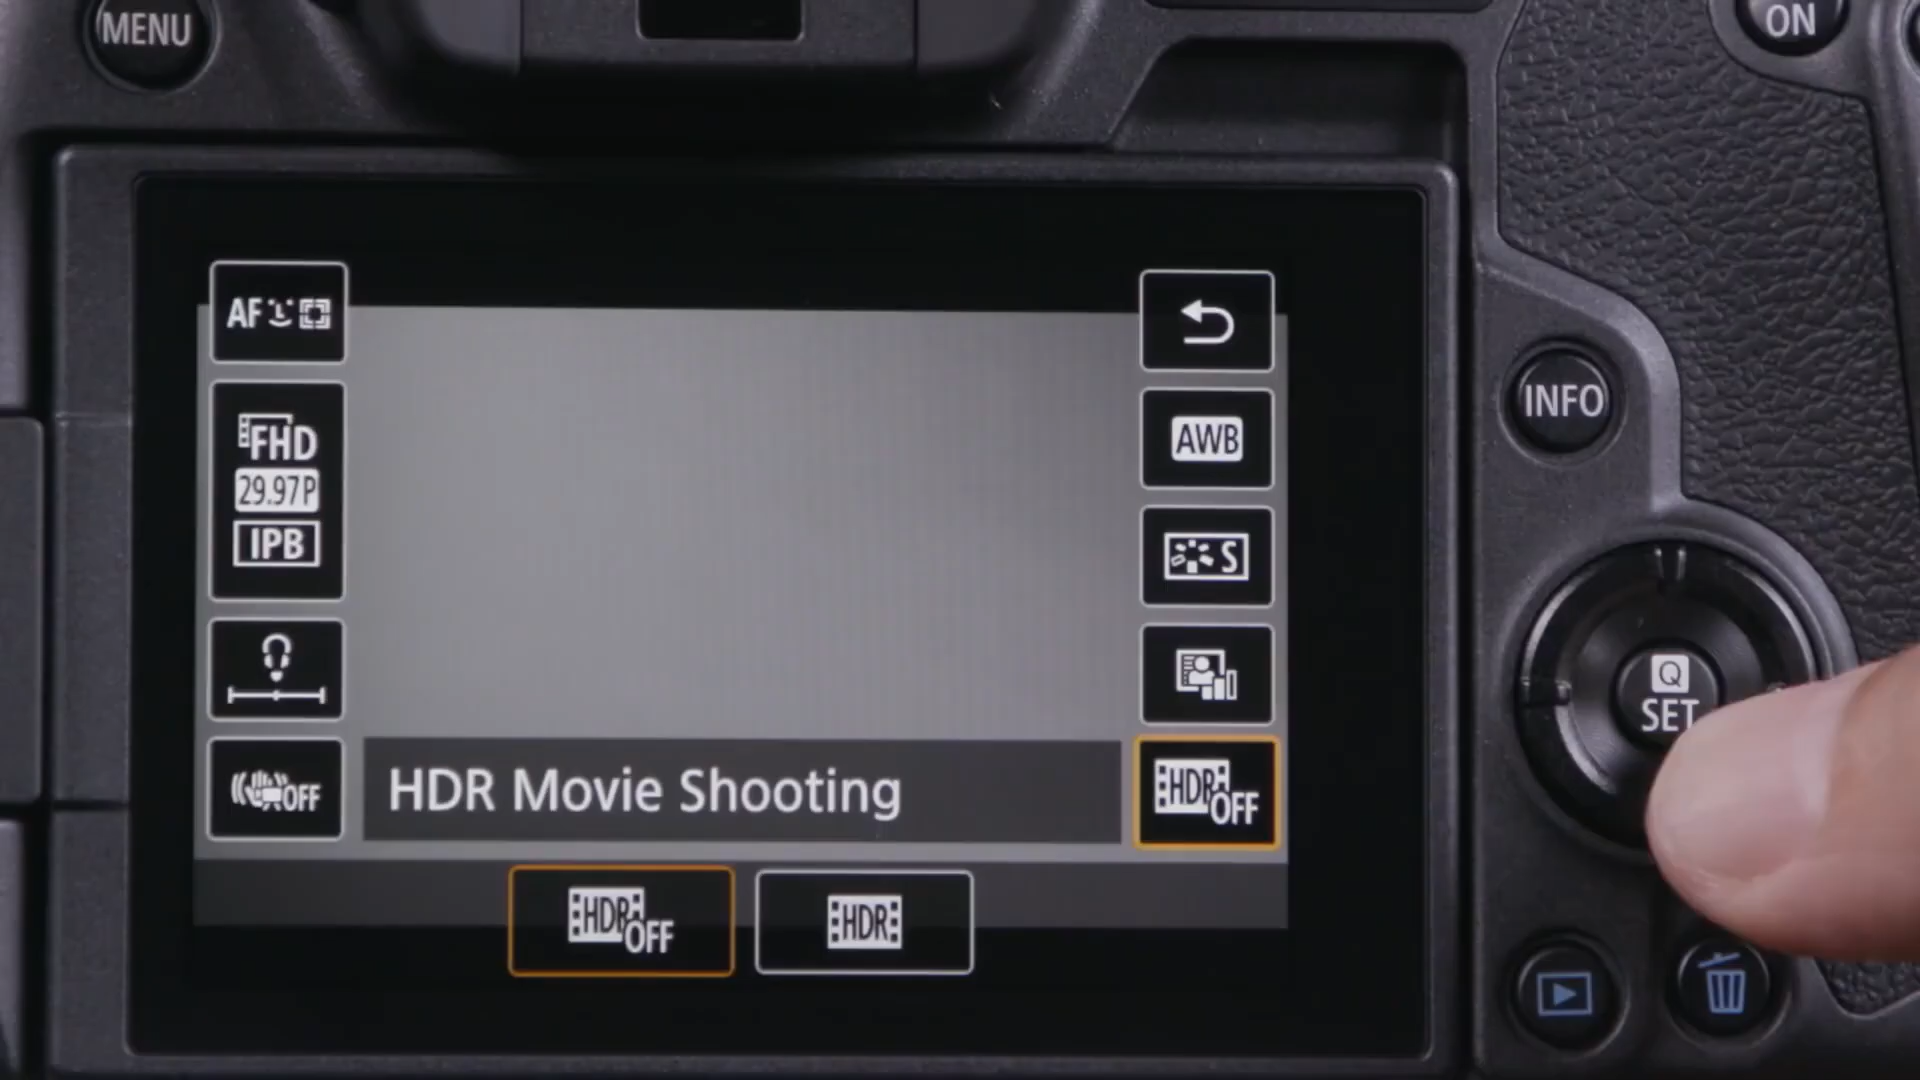 MENU
ON
AF
FHD
29.97P
IPB
OFF
HDR Movie Shooting
AWB
S
HDR OFF
HDR OFF
HDR
INFO
Q
SET